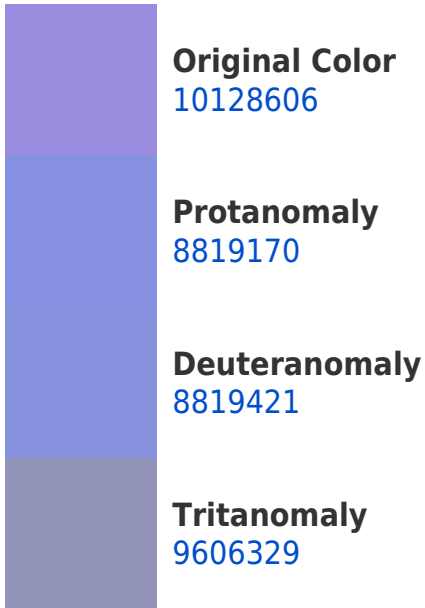 Original Color
10128606
Protanomaly
8819170
Deuteranomaly
8819421
Tritanomaly
9606329